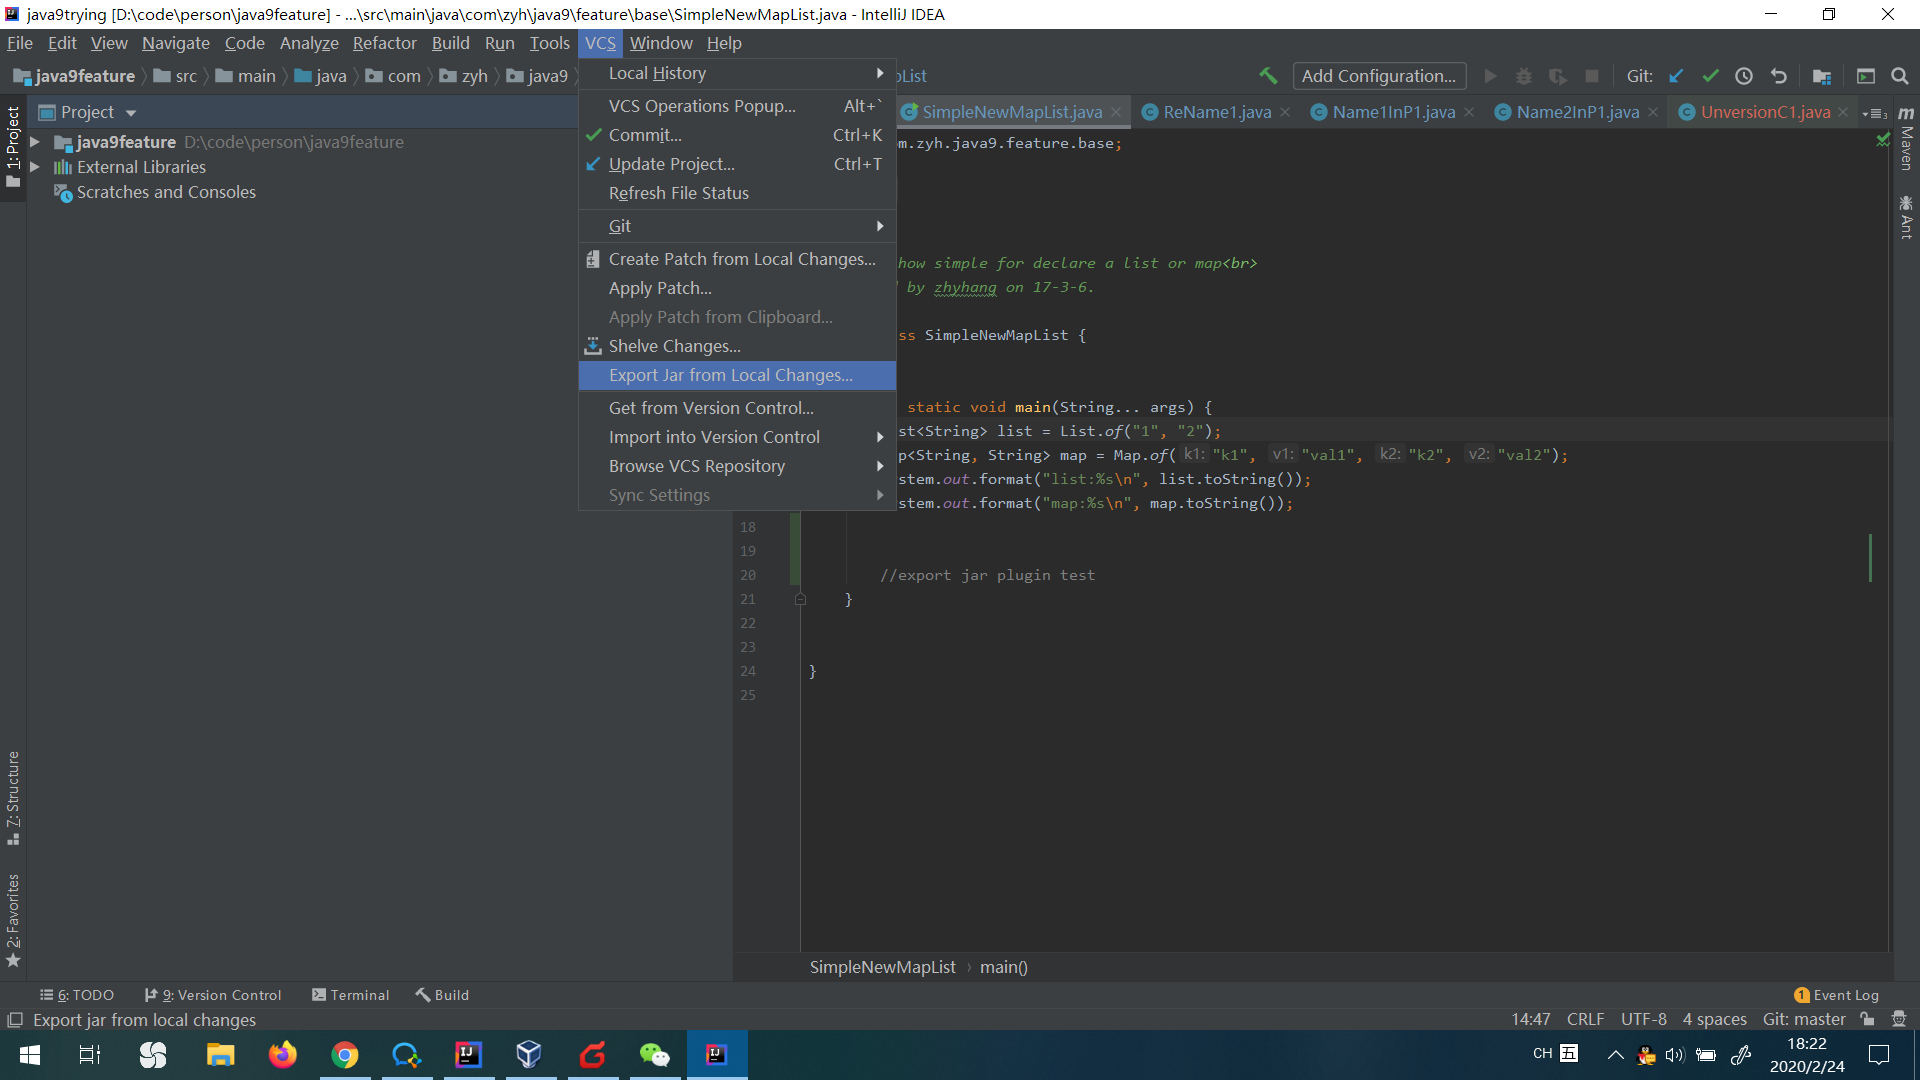 java9trying [D:\code\person\java9feature] - ...\src\main\java\com\zyh\java9\feature\base\SimpleNewMapList.java - IntelliJ IDEA
File Edit View Navigate Code Analyze Refactor Build Run Tools VCS Window Help
java9feature src main java com zyh java9 pList Add Configuration... Git:
Local History
VCS Operations Popup... Alt+`
Commit... Ctrl+K
Update Project... Ctrl+T
Refresh File Status
Git
Create Patch from Local Changes...
Apply Patch...
Apply Patch from Clipboard...
Shelve Changes...
Export Jar from Local Changes...
Get from Version Control...
Import into Version Control
Browse VCS Repository
Sync Settings
1: Project
Project
java9feature D:\code\person\java9feature
External Libraries
Scratches and Consoles
SimpleNewMapList.java ReName1.java Name1InP1.java Name2InP1.java UnversionC1.java
m.zyh.java9.feature.base;
how simple for declare a list or map<br>
by zhyhang on 17-3-6.
ss SimpleNewMapList {
static void main(String... args) {
st<String> list = List.of("1", "2");
p<String, String> map = Map.of( k1: "k1", v1: "val1", k2: "k2", v2: "val2");
stem.out.format("list:%s\n", list.toString());
stem.out.format("map:%s\n", map.toString());
18
19
20 //export jar plugin test
21 }
22
23
24 }
25
m Maven
Ant
7: Structure
2: Favorites
SimpleNewMapList main()
6: TODO 9: Version Control Terminal Build 1 Event Log
Export jar from local changes 14:47 CRLF UTF-8 4 spaces Git: master
CH 五 18:22
2020/2/24